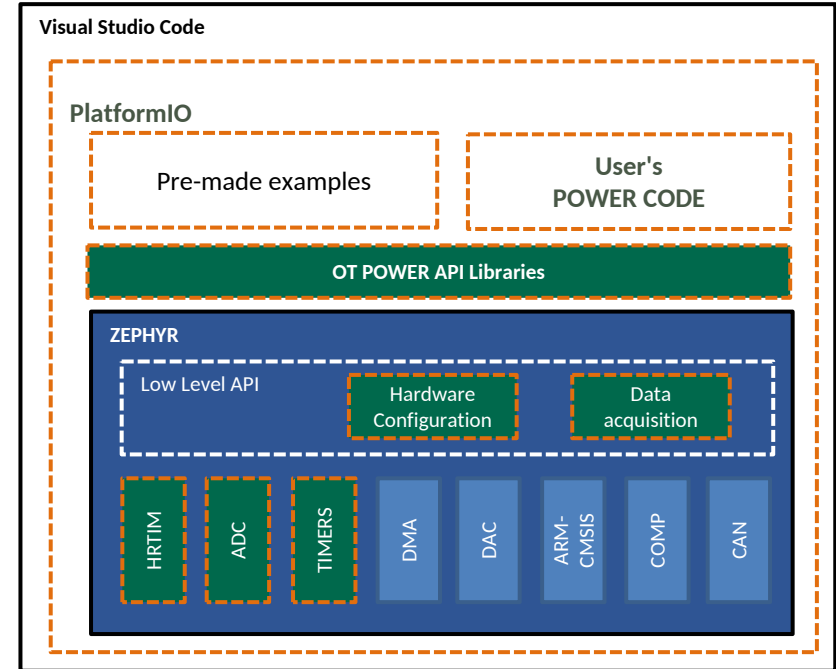 Visual Studio Code
PlatformIO
Pre-made examples
User's
POWER CODE
OT POWER API Libraries
ZEPHYR
Low Level API
Hardware
Configuration
Data
acquisition
HRTIM
ADC
TIMERS
DMA
DAC
ARM-
CMSIS
COMP
CAN